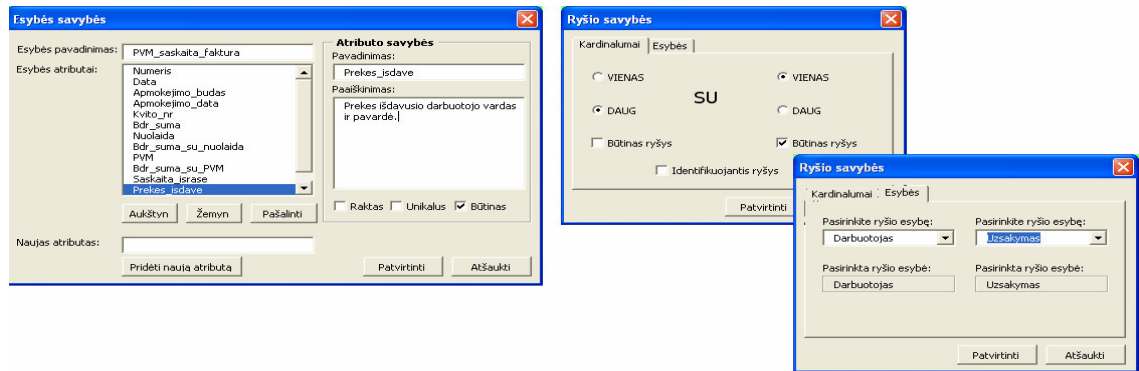 Esybės savybės
Esybės pavadinimas: PVM_saskaita_faktura
Esybės atributai:
Numeris
Data
Apmokejimo_budas
Apmokejimo_data
Kvito_nr
Bdr_suma
Nuolaida
Bdr_suma_su_nuolaida
PVM
Bdr_suma_su_PVM
Saskaita_israse
Prekes_isdave
Aukštyn Žemyn Pašalinti
Naujas atributas:
Pridėti naują atributą
Atributo savybės
Pavadinimas:
Prekes_isdave
Paaiškinimas:
Prekes išdavusio darbuotojo vardas
ir pavardė.
Raktas Unikalus Būtinas
Patvirtinti Atšaukti
Ryšio savybės
Kardinalumai Esybės
VIENAS SU VIENAS
DAUG DAUG
Būtinas ryšys Būtinas ryšys
Identifikuojantis ryšys
Patvirtinti
Ryšio savybės
Kardinalumai Esybės
Pasirinkite ryšio esybę: Pasirinkite ryšio esybę:
Darbuotojas Uzsakymas
Pasirinkta ryšio esybė: Pasirinkta ryšio esybė:
Darbuotojas Uzsakymas
Patvirtinti Atšaukti